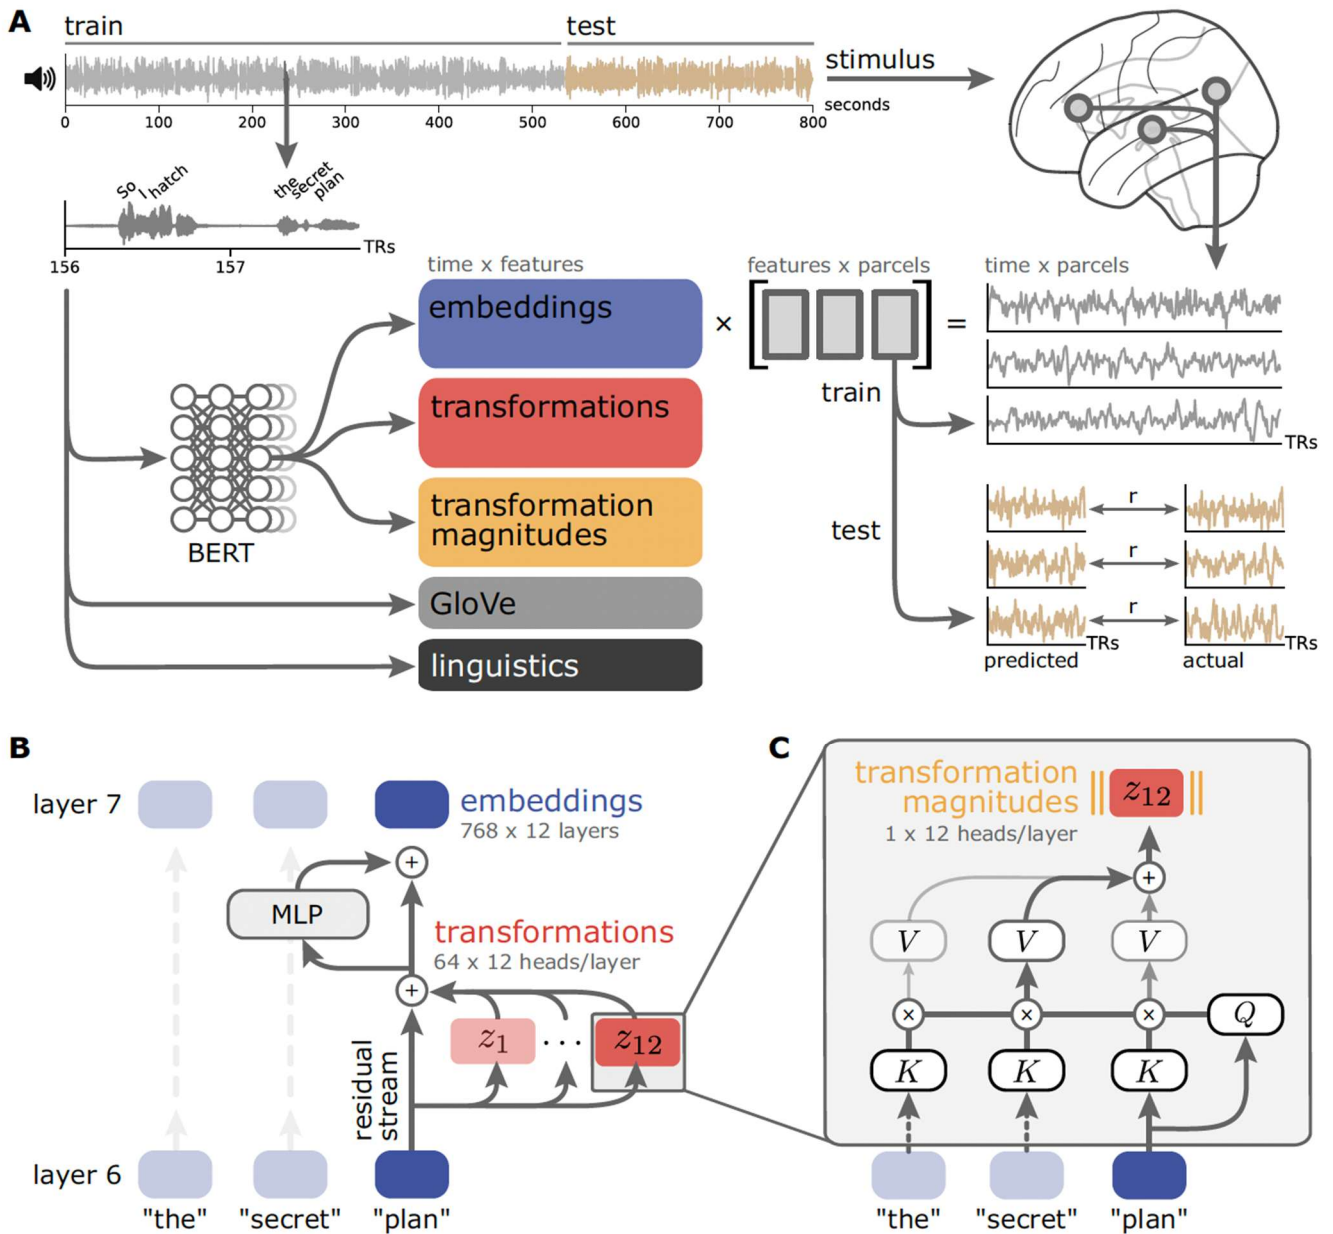 A
train
test
stimulus
seconds
0 100 200 300 400 500 600 700 800
So I hatch the secret plan
TRs
156 157
time x features
features x parcels
time x parcels
embeddings
× [ ] =
transformations
train
TRs
transformation
magnitudes
test
r
r
r
BERT
GloVe
TRs
TRs
predicted
actual
linguistics
B
layer 7
embeddings
768 x 12 layers
+
MLP
transformations
64 x 12 heads/layer
+
z1 ... z12
residual
stream
layer 6
"the" "secret" "plan"
C
transformation
magnitudes
||z12||
1 x 12 heads/layer
+
V V V
× × × Q
K K K
"the" "secret" "plan"